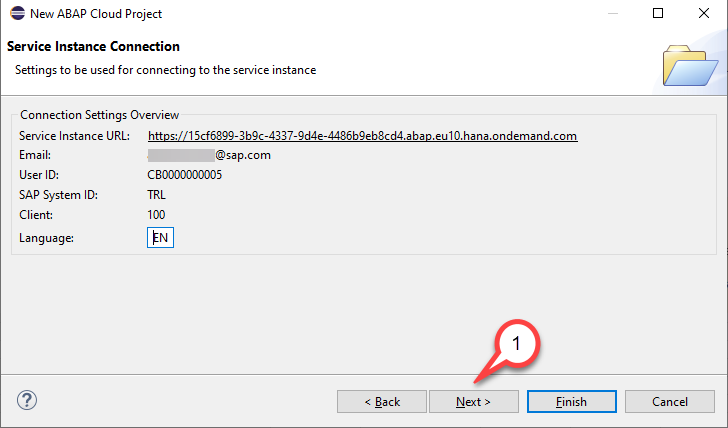 New ABAP Cloud Project
Service Instance Connection
Settings to be used for connecting to the service instance
Connection Settings Overview
Service Instance URL: https://15cf6899-3b9c-4337-9d4e-4486b9eb8cd4.abap.eu10.hana.ondemand.com
Email: @sap.com
User ID: CB0000000005
SAP System ID: TRL
Client: 100
Language: EN
1
? < Back Next > Finish Cancel